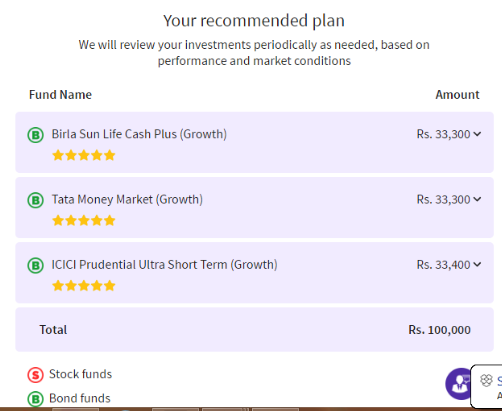 Your recommended plan
We will review your investments periodically as needed, based on
performance and market conditions
Fund Name Amount
B Birla Sun Life Cash Plus (Growth) Rs. 33,300
B Tata Money Market (Growth) Rs. 33,300
B ICICI Prudential Ultra Short Term (Growth) Rs. 33,400
Total Rs. 100,000
S Stock funds
B Bond funds